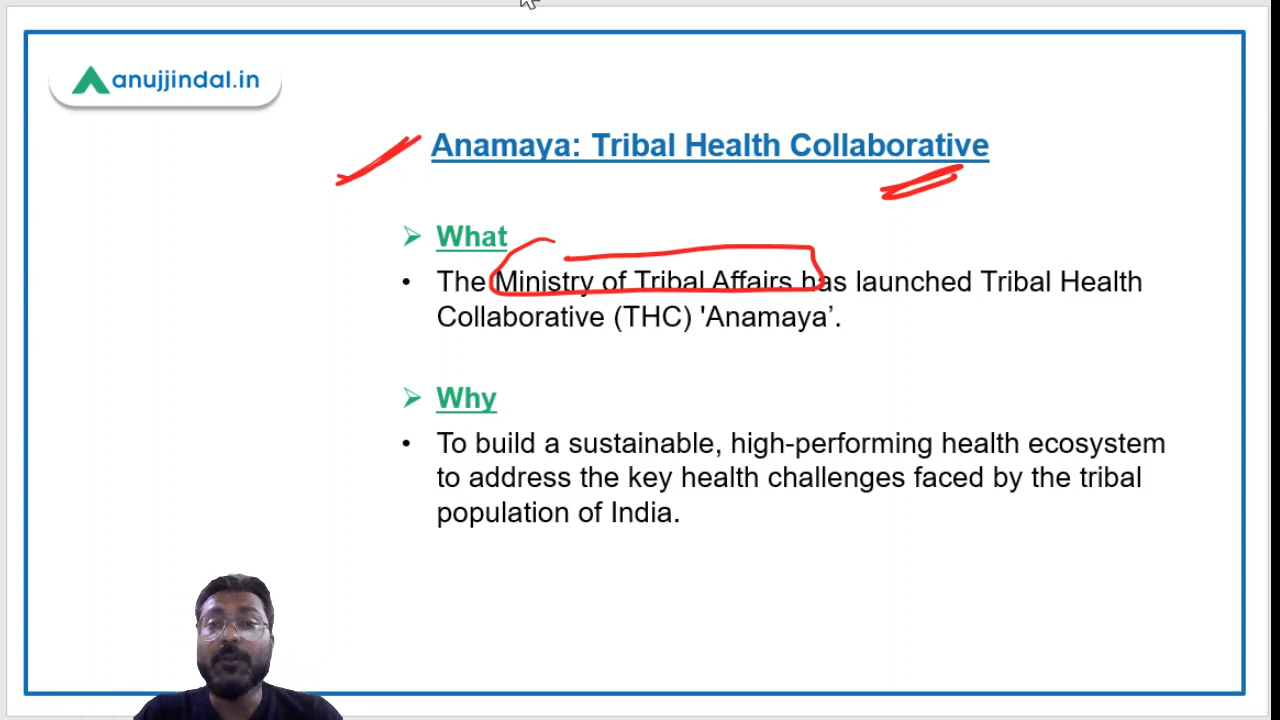 anujjindal.in
Anamaya: Tribal Health Collaborative
➢ What
• The Ministry of Tribal Affairs has launched Tribal Health
Collaborative (THC) 'Anamaya’.
➢ Why
• To build a sustainable, high-performing health ecosystem
to address the key health challenges faced by the tribal
population of India.